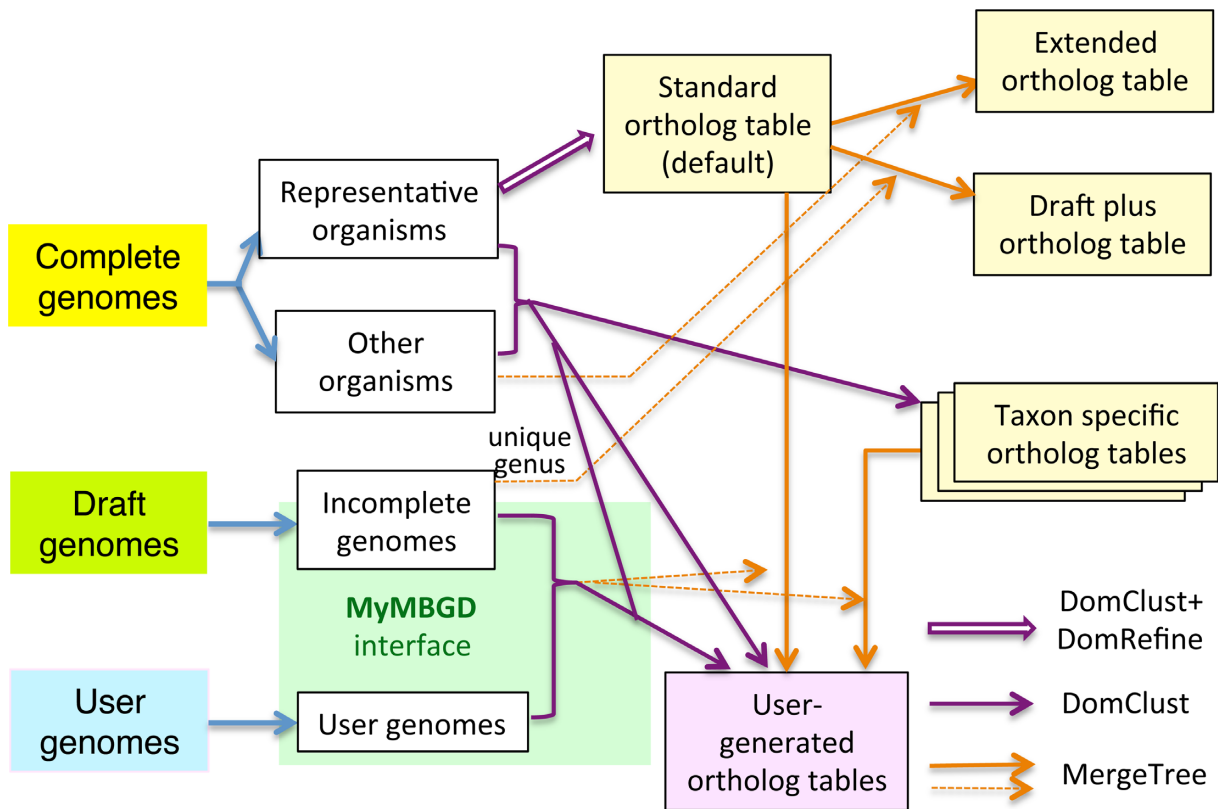 Extended
ortholog table
Standard
ortholog table
(default)
Representative
organisms
Draft plus
ortholog table
Complete
genomes
Other
organisms
Taxon specific
ortholog tables
unique
genus
Draft
genomes
Incomplete
genomes
MyMBGD
interface
DomClust+
DomRefine
User
genomes
User genomes
User-
generated
ortholog tables
DomClust
MergeTree